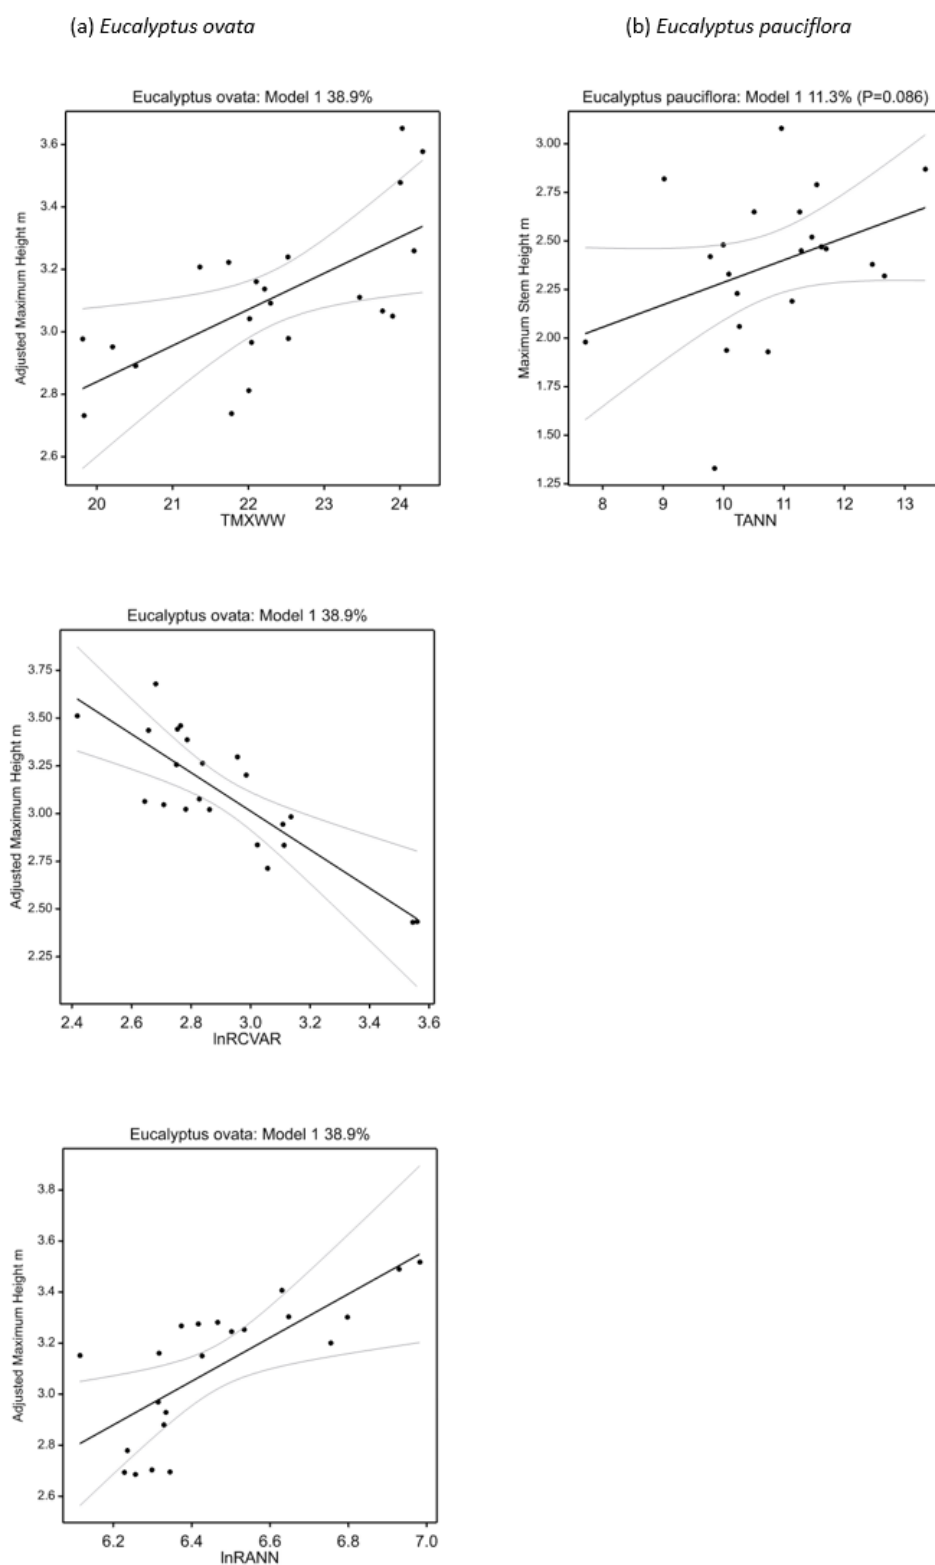 (a) Eucalyptus ovata
(b) Eucalyptus pauciflora
Eucalyptus ovata: Model 1 38.9%
Adjusted Maximum Height m
3.6
3.4
3.2
3.0
2.8
2.6
20 21 22 23 24
TMXWW
Eucalyptus pauciflora: Model 1 11.3% (P=0.086)
Maximum Stem Height m
3.00
2.75
2.50
2.25
2.00
1.75
1.50
1.25
8 9 10 11 12 13
TANN
Eucalyptus ovata: Model 1 38.9%
Adjusted Maximum Height m
3.75
3.50
3.25
3.00
2.75
2.50
2.25
2.4 2.6 2.8 3.0 3.2 3.4 3.6
lnRCVAR
Eucalyptus ovata: Model 1 38.9%
Adjusted Maximum Height m
3.8
3.6
3.4
3.2
3.0
2.8
2.6
6.2 6.4 6.6 6.8 7.0
lnRANN